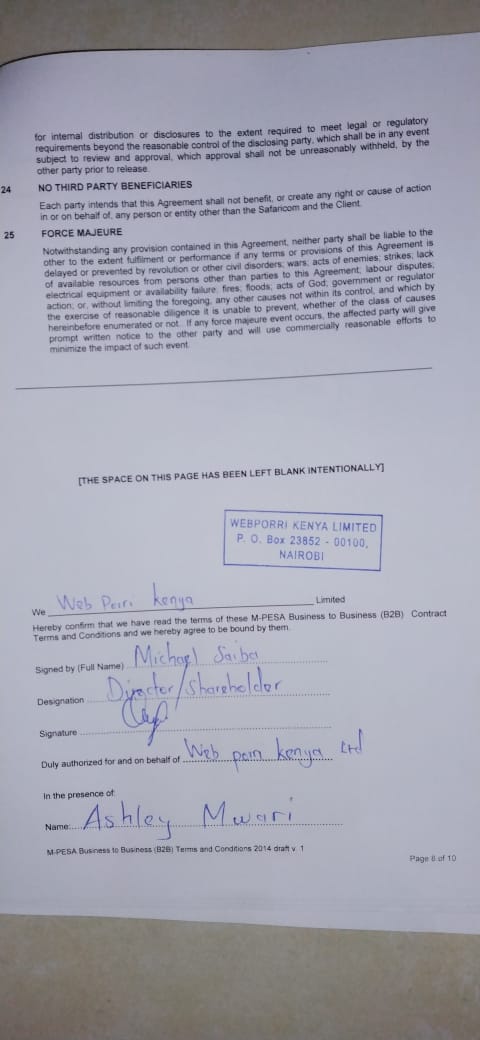 for internal distribution or disclosures to the extent required to meet legal or regulatory
requirements beyond the reasonable control of the disclosing party, which shall be in any event
subject to review and approval, which approval shall not be unreasonably withheld, by the
other party prior to release.
24 NO THIRD PARTY BENEFICIARIES
Each party intends that this Agreement shall not benefit, or create any right or cause of action
in or on behalf of, any person or entity other than the Safaricom and the Client.
25 FORCE MAJEURE
Notwithstanding any provision contained in this Agreement, neither party shall be liable to the
other to the extent fulfilment or performance if any terms or provisions of this Agreement is
delayed or prevented by revolution or other civil disorders; wars; acts of enemies; strikes; lack
of available resources from persons other than parties to this Agreement; labour disputes;
electrical equipment or availability failure; fires; floods; acts of God; government or regulator
action; or, without limiting the foregoing, any other causes not within its control, and which by
the exercise of reasonable diligence it is unable to prevent, whether of the class of causes
hereinbefore enumerated or not. If any force majeure event occurs, the affected party will give
prompt written notice to the other party and will use commercially reasonable efforts to
minimize the impact of such event.
[THE SPACE ON THIS PAGE HAS BEEN LEFT BLANK INTENTIONALLY]
WEBPORRI KENYA LIMITED
P. O. Box 23852 - 00100,
NAIROBI
We Web Porri Kenya Limited
Hereby confirm that we have read the terms of these M-PESA Business to Business (B2B) Contract
Terms and Conditions and we hereby agree to be bound by them.
Signed by (Full Name) Michael Saiba
Designation Director/Shareholder
Signature
Duly authorized for and on behalf of Web porri kenya Ltd
In the presence of:
Name: Ashley Mwari
M-PESA Business to Business (B2B) Terms and Conditions 2014 draft v. 1
Page 8 of 10